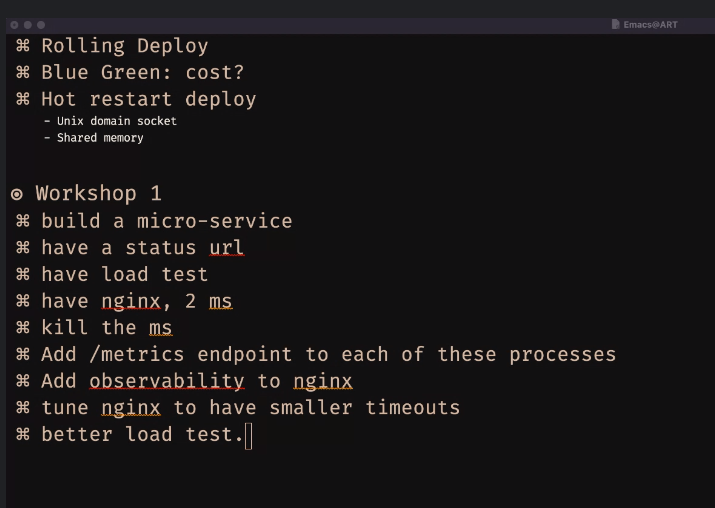 Emacs@ART
⌘ Rolling Deploy
⌘ Blue Green: cost?
⌘ Hot restart deploy
- Unix domain socket
- Shared memory
◉ Workshop 1
⌘ build a micro-service
⌘ have a status url
⌘ have load test
⌘ have nginx, 2 ms
⌘ kill the ms
⌘ Add /metrics endpoint to each of these processes
⌘ Add observability to nginx
⌘ tune nginx to have smaller timeouts
⌘ better load test.